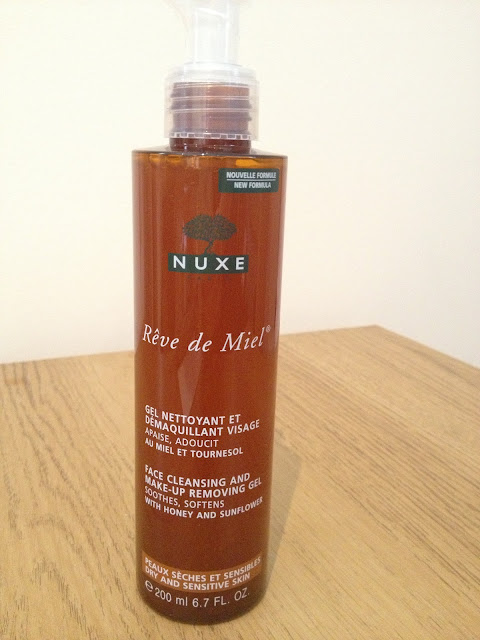 NOUVELLE FORMULE
NEW FORMULA
NUXE
Rêve de Miel®
GEL NETTOYANT ET
DÉMAQUILLANT VISAGE
APAISE, ADOUCIT
AU MIEL ET TOURNESOL
FACE CLEANSING AND
MAKE-UP REMOVING GEL
SOOTHES, SOFTENS
WITH HONEY AND SUNFLOWER
PEAUX SÈCHES ET SENSIBLES
DRY AND SENSITIVE SKIN
℮200 ml 6.7 FL. OZ.